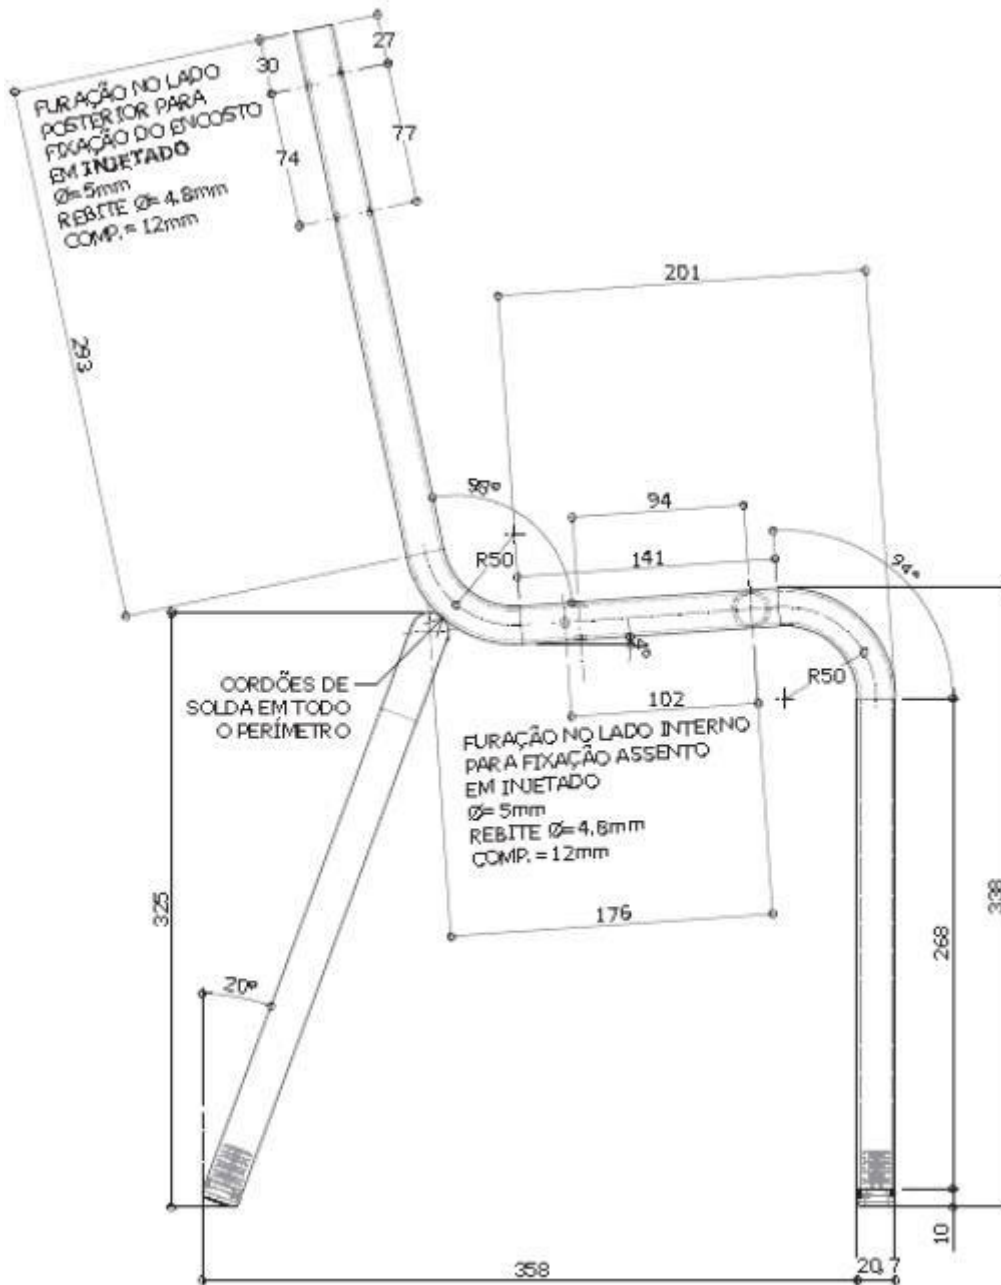 27
30
FURAÇÃO NO LADO
POSTERIOR PARA
FIXAÇÃO DO ENCOSTO
EM INJETADO
Ø=5mm
REBITE Ø=4.8mm
COMP.=12mm
77
74
201
293
94
R50
141
94°
CORDÕES DE
SOLDA EM TODO
O PERÍMETRO
R50
102
FURAÇÃO NO LADO INTERNO
PARA FIXAÇÃO ASSENTO
EM INJETADO
Ø=5mm
REBITE Ø=4.8mm
COMP.=12mm
325
176
338
268
20°
10
358
20,7